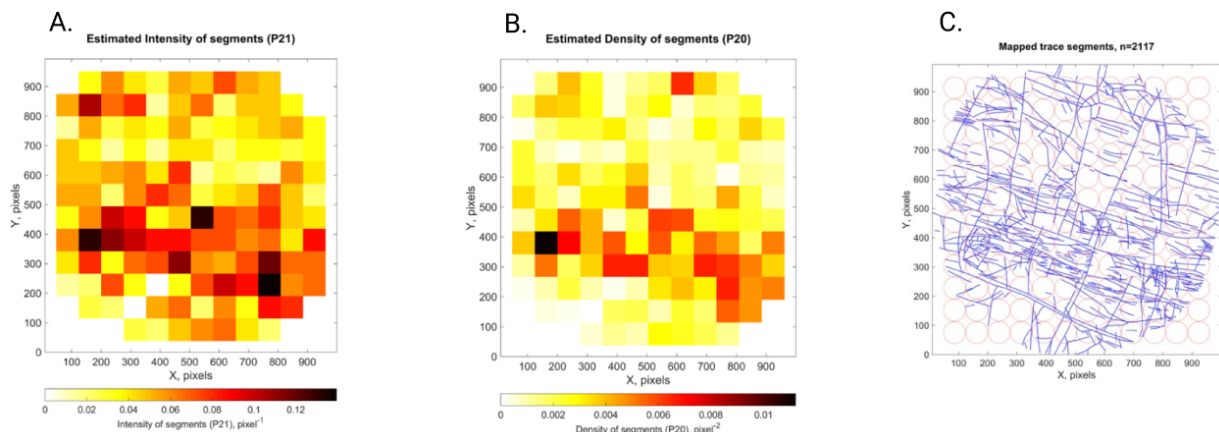 A.
Estimated Intensity of segments (P21)
Y, pixels
900
800
700
600
500
400
300
200
100
0
100 200 300 400 500 600 700 800 900
X, pixels
0 0.02 0.04 0.06 0.08 0.1 0.12
Intensity of segments (P21), pixel-1
B.
Estimated Density of segments (P20)
Y, pixels
900
800
700
600
500
400
300
200
100
0
100 200 300 400 500 600 700 800 900
X, pixels
0 0.002 0.004 0.006 0.008 0.01
Density of segments (P20), pixel-2
C.
Mapped trace segments, n=2117
Y, pixels
900
800
700
600
500
400
300
200
100
0
100 200 300 400 500 600 700 800 900
X, pixels